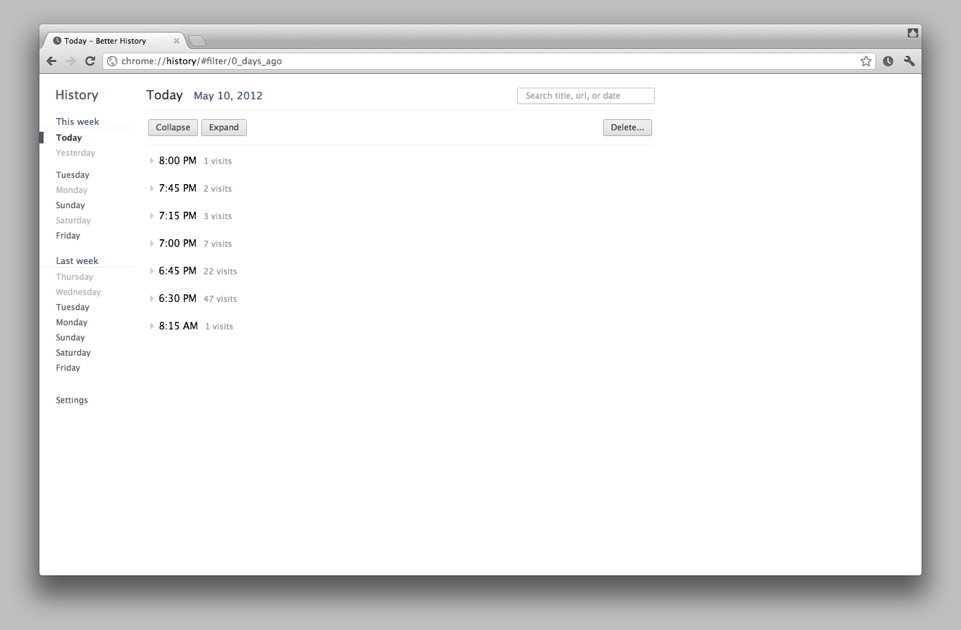 Today – Better History
chrome://history/#filter/0_days_ago
History
This week
Today
Yesterday
Tuesday
Monday
Sunday
Saturday
Friday
Last week
Thursday
Wednesday
Tuesday
Monday
Sunday
Saturday
Friday
Settings
Today May 10, 2012
Search title, url, or date
Collapse Expand Delete...
8:00 PM 1 visits
7:45 PM 2 visits
7:15 PM 3 visits
7:00 PM 7 visits
6:45 PM 22 visits
6:30 PM 47 visits
8:15 AM 1 visits